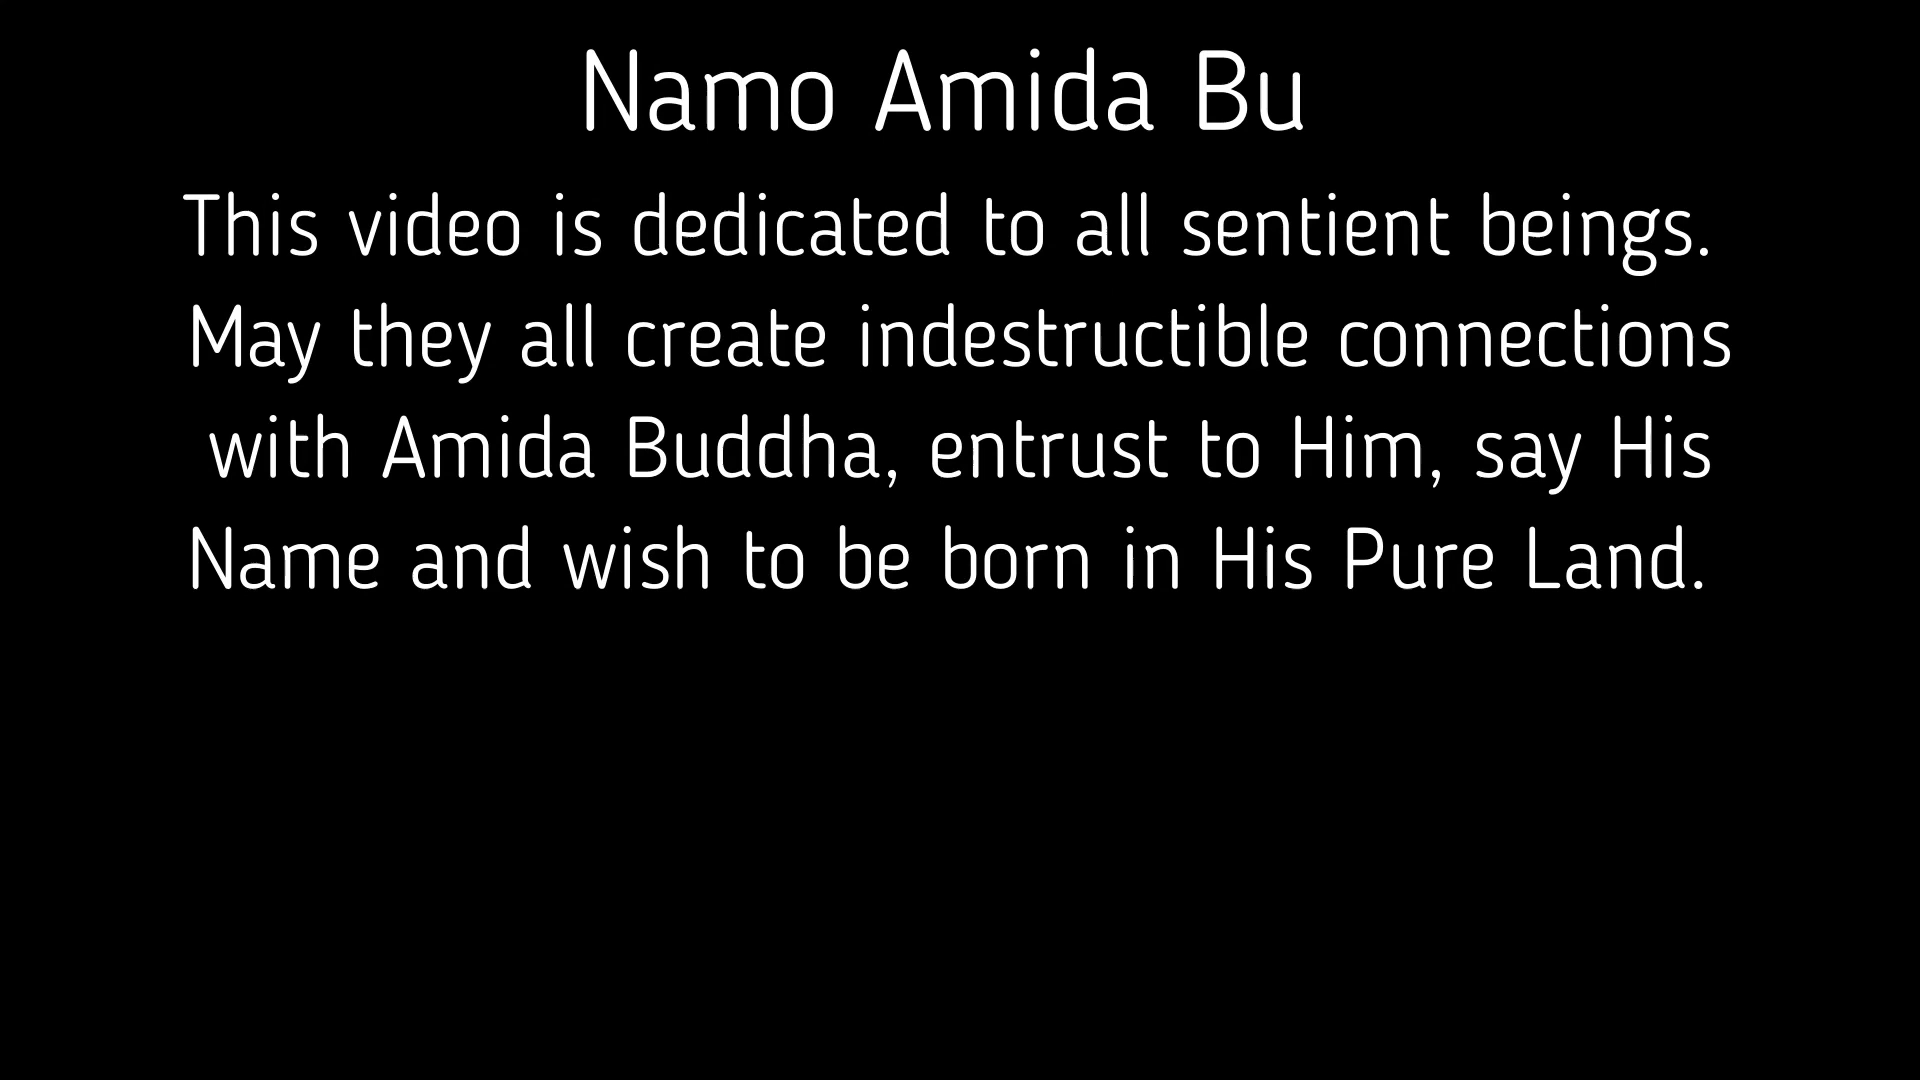 Namo Amida Bu
This video is dedicated to all sentient beings.
May they all create indestructible connections
with Amida Buddha, entrust to Him, say His
Name and wish to be born in His Pure Land.